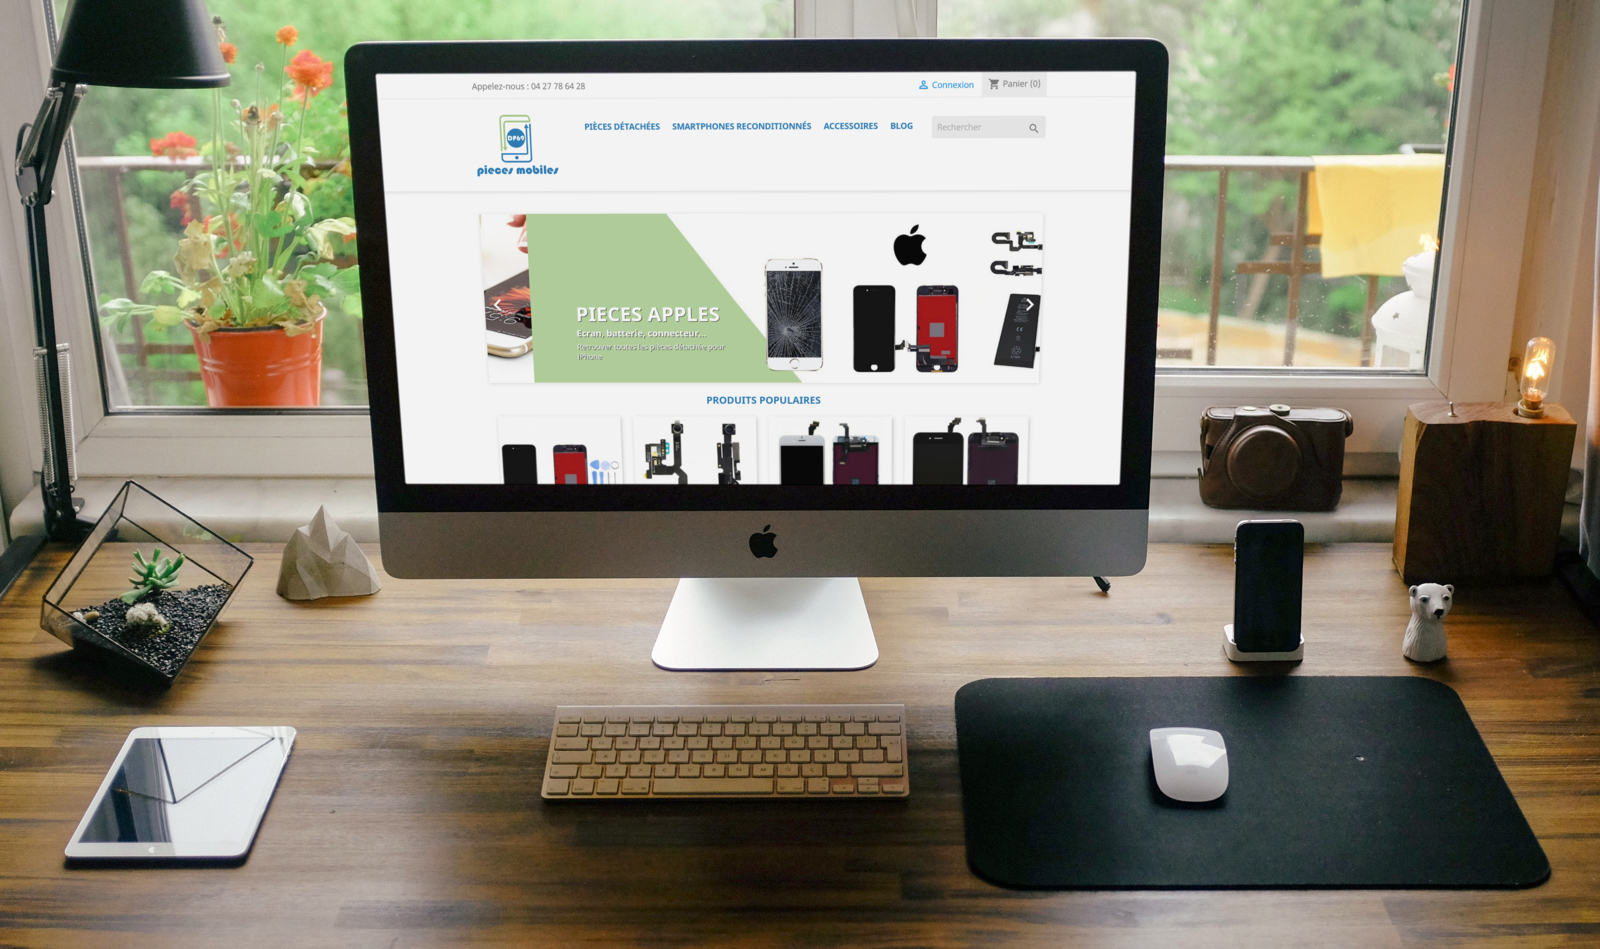 Appelez-nous : 04 27 78 64 28
Connexion
Panier (0)
DP69
pieces mobiles
PIÈCES DÉTACHÉES
SMARTPHONES RECONDITIONNÉS
ACCESSOIRES
BLOG
Rechercher
PIECES APPLES
Ecran, batterie, connecteur...
Retrouver toutes les pièces détachée pour
iPhone
PRODUITS POPULAIRES